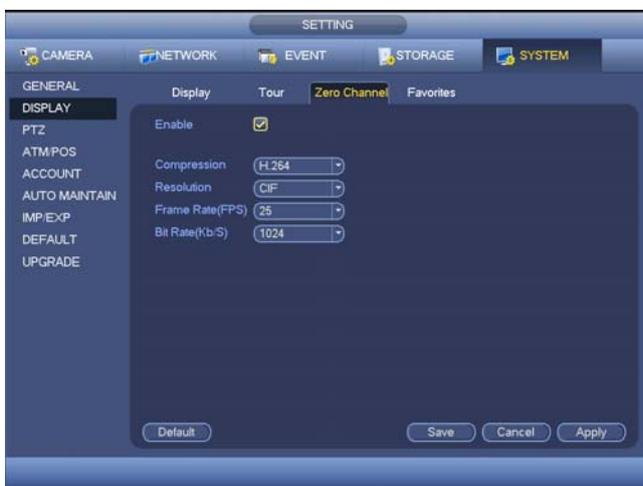 SETTING
CAMERA NETWORK EVENT STORAGE SYSTEM
GENERAL
DISPLAY
PTZ
ATM/POS
ACCOUNT
AUTO MAINTAIN
IMP/EXP
DEFAULT
UPGRADE
Display Tour Zero Channel Favorites
Enable
Compression H.264
Resolution CIF
Frame Rate(FPS) 25
Bit Rate(Kb/S) 1024
Default Save Cancel Apply